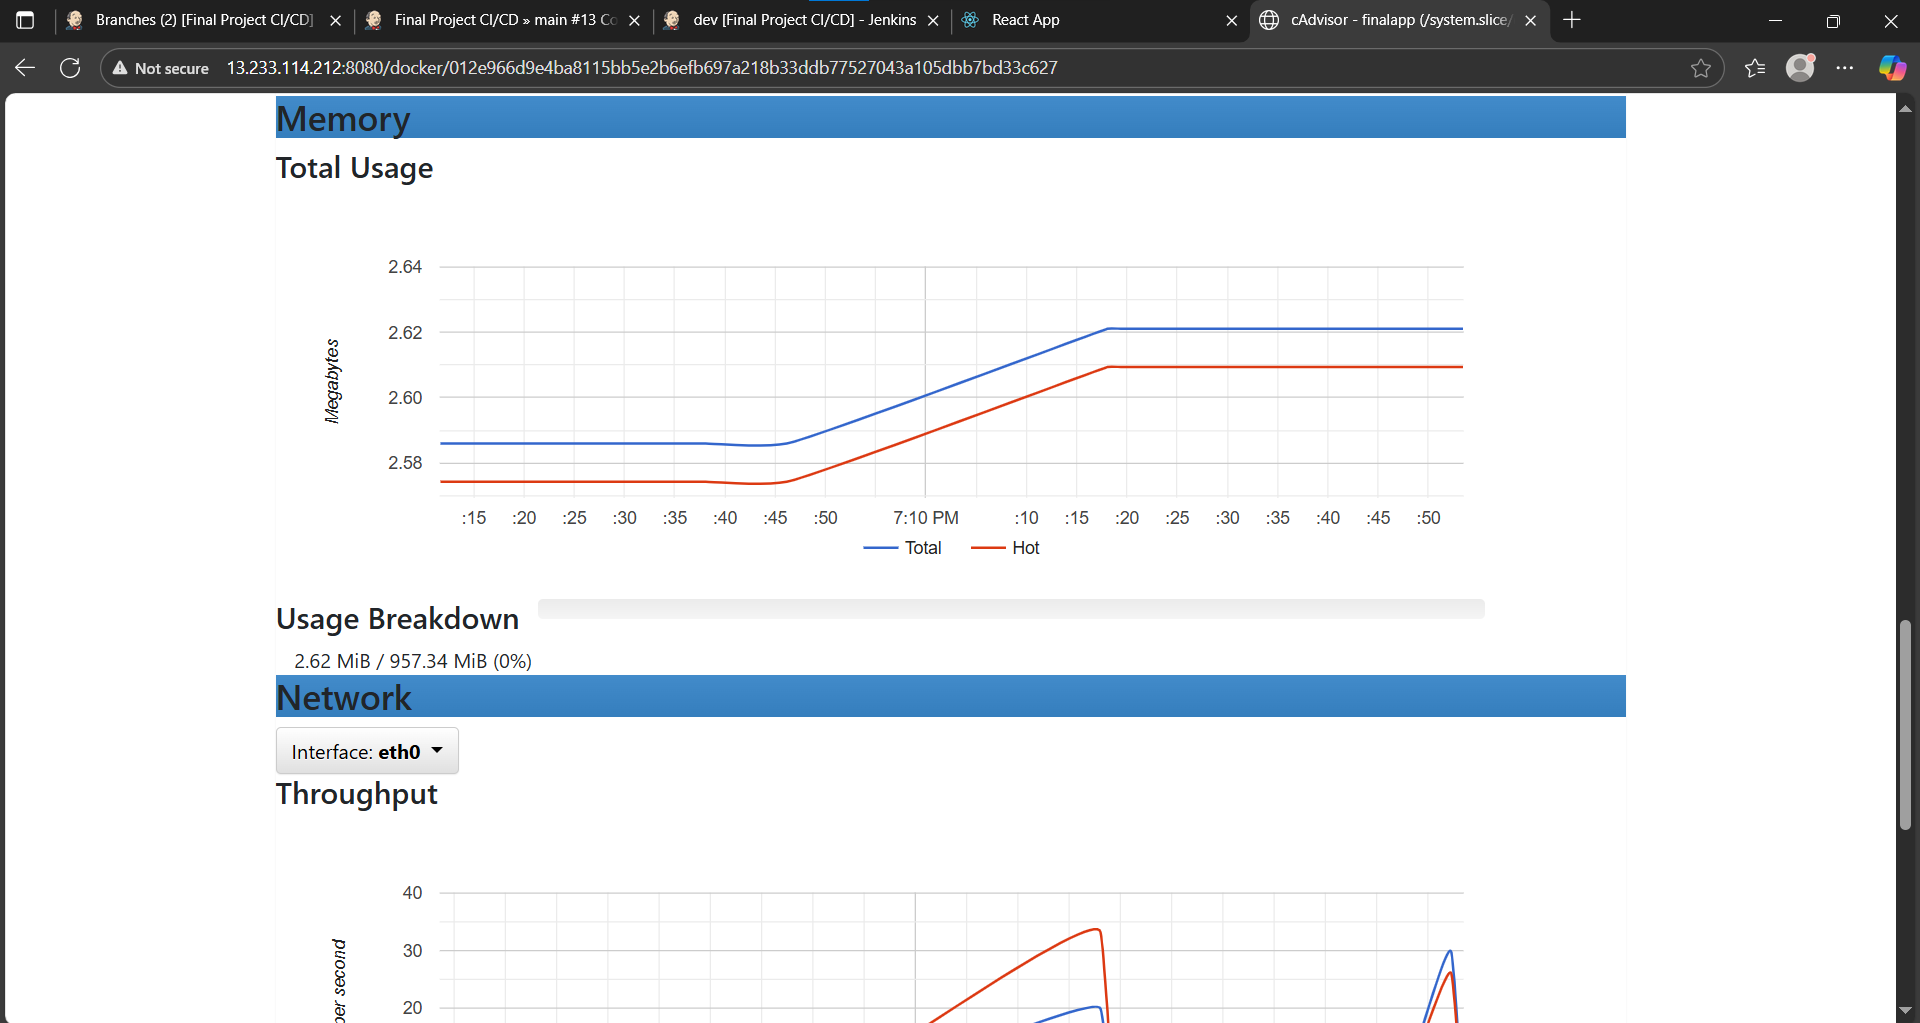 Branches (2) [Final Project CI/CD]
Final Project CI/CD » main #13 Co
dev [Final Project CI/CD] - Jenkins
React App
cAdvisor - finalapp (/system.slice/
Not secure
13.233.114.212:8080/docker/012e966d9e4ba8115bb5e2b6efb697a218b33ddb77527043a105dbb7bd33c627
Memory
Total Usage
2.64
2.62
2.60
2.58
Megabytes
:15 :20 :25 :30 :35 :40 :45 :50 7:10 PM :10 :15 :20 :25 :30 :35 :40 :45 :50
Total Hot
Usage Breakdown
2.62 MiB / 957.34 MiB (0%)
Network
Interface: eth0
Throughput
40
30
20
per second